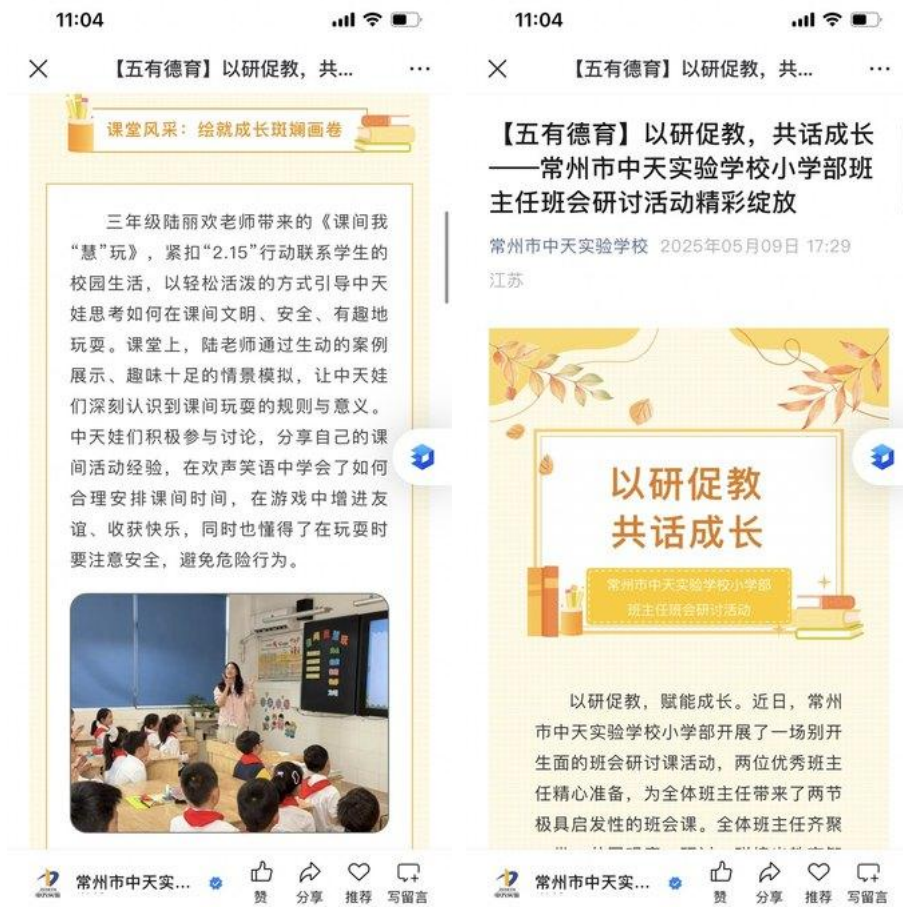 11:04
【五有德育】以研促教，共...
课堂风采：绘就成长斑斓画卷
三年级陆丽欢老师带来的《课间我
“慧”玩》，紧扣“2.15”行动联系学生的
校园生活，以轻松活泼的方式引导中天
娃思考如何在课间文明、安全、有趣地
玩耍。课堂上，陆老师通过生动的案例
展示、趣味十足的情景模拟，让中天娃
们深刻认识到课间玩耍的规则与意义。
中天娃们积极参与讨论，分享自己的课
间活动经验，在欢声笑语中学会了如何
合理安排课间时间，在游戏中增进友
谊、收获快乐，同时也懂得了在玩耍时
要注意安全，避免危险行为。
常州市中天实...
赞
分享
推荐
写留言
11:04
【五有德育】以研促教，共...
【五有德育】以研促教，共话成长
——常州市中天实验学校小学部班
主任班会研讨活动精彩绽放
常州市中天实验学校 2025年05月09日 17:29
江苏
以研促教
共话成长
常州市中天实验学校小学部
班主任班会研讨活动
以研促教，赋能成长。近日，常州
市中天实验学校小学部开展了一场别开
生面的班会研讨课活动，两位优秀班主
任精心准备，为全体班主任带来了两节
极具启发性的班会课。全体班主任齐聚
常州市中天实...
赞
分享
推荐
写留言